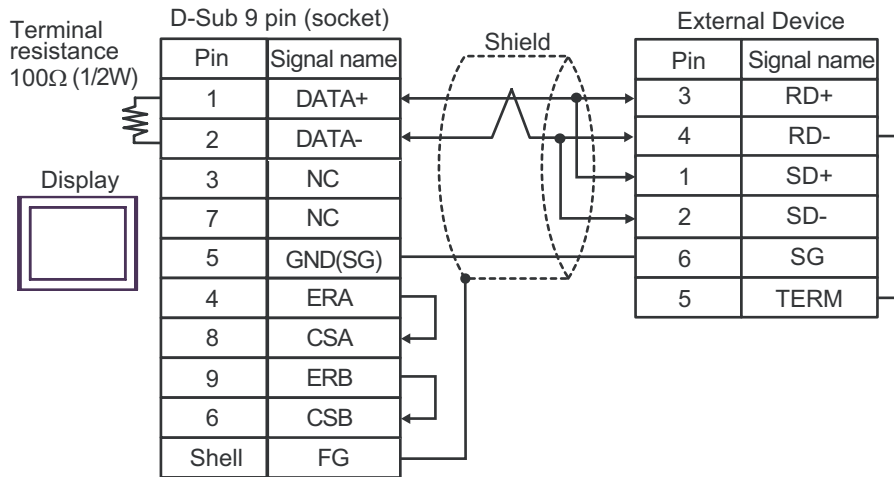 D-Sub 9 pin (socket)
Terminal
resistance
100Ω (1/2W)
Display
Pin Signal name
1 DATA+
2 DATA-
3 NC
7 NC
5 GND(SG)
4 ERA
8 CSA
9 ERB
6 CSB
Shell FG
Shield
External Device
Pin Signal name
3 RD+
4 RD-
1 SD+
2 SD-
6 SG
5 TERM